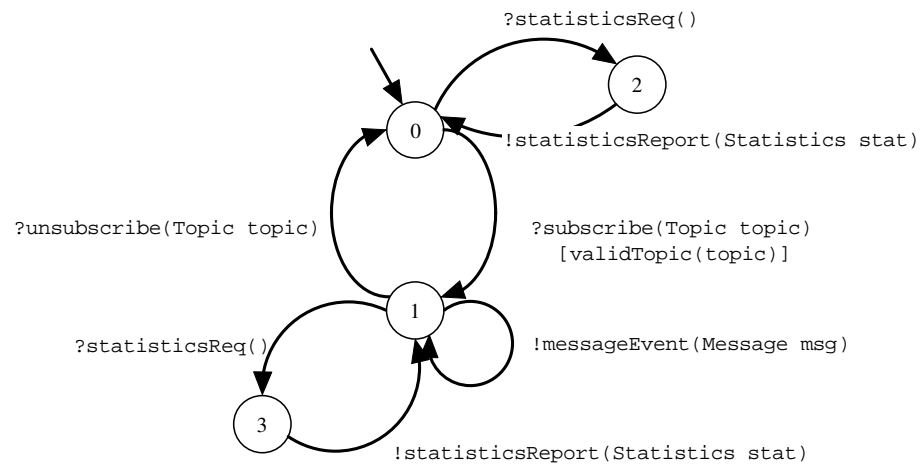 ?statisticsReq()
2
0
!statisticsReport(Statistics stat)
?unsubscribe(Topic topic)
?subscribe(Topic topic)
[validTopic(topic)]
1
?statisticsReq()
!messageEvent(Message msg)
3
!statisticsReport(Statistics stat)